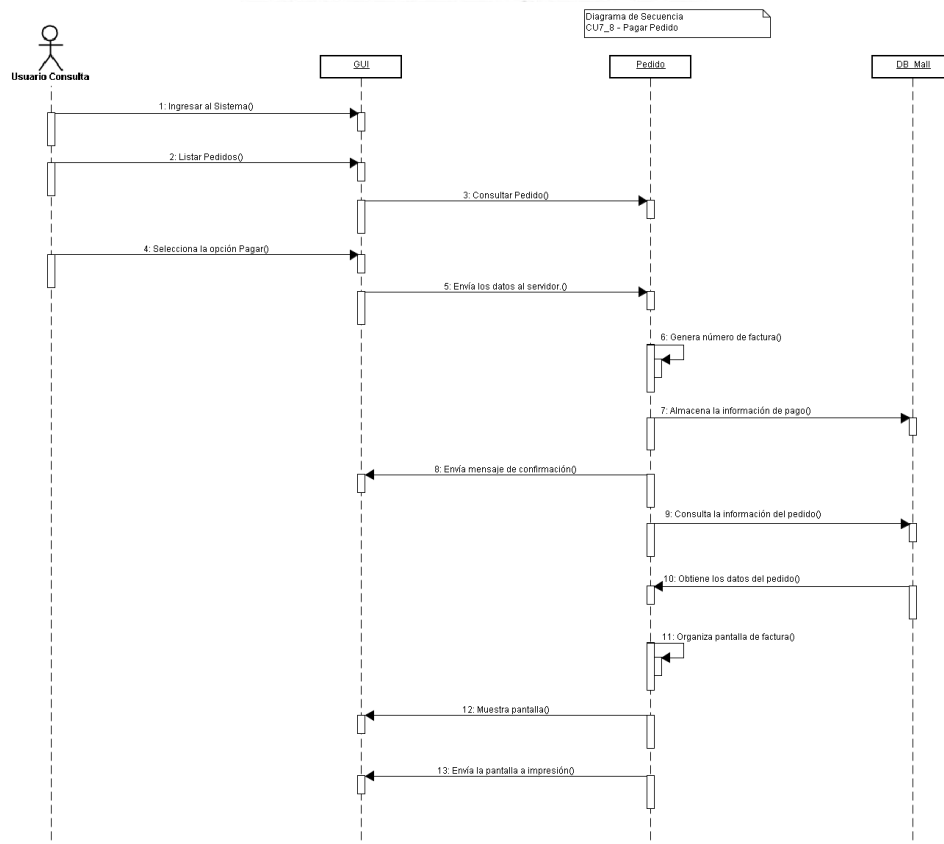 Diagrama de Secuencia
CU7_8 - Pagar Pedido
Usuario Consulta
GUI
Pedido
DB_Mall
1: Ingresar al Sistema()
2: Listar Pedidos()
3: Consultar Pedido()
4: Selecciona la opción Pagar()
5: Envía los datos al servidor.()
6: Genera número de factura()
7: Almacena la información de pago()
8: Envía mensaje de confirmación()
9: Consulta la información del pedido()
10: Obtiene los datos del pedido()
11: Organiza pantalla de factura()
12: Muestra pantalla()
13: Envía la pantalla a impresión()